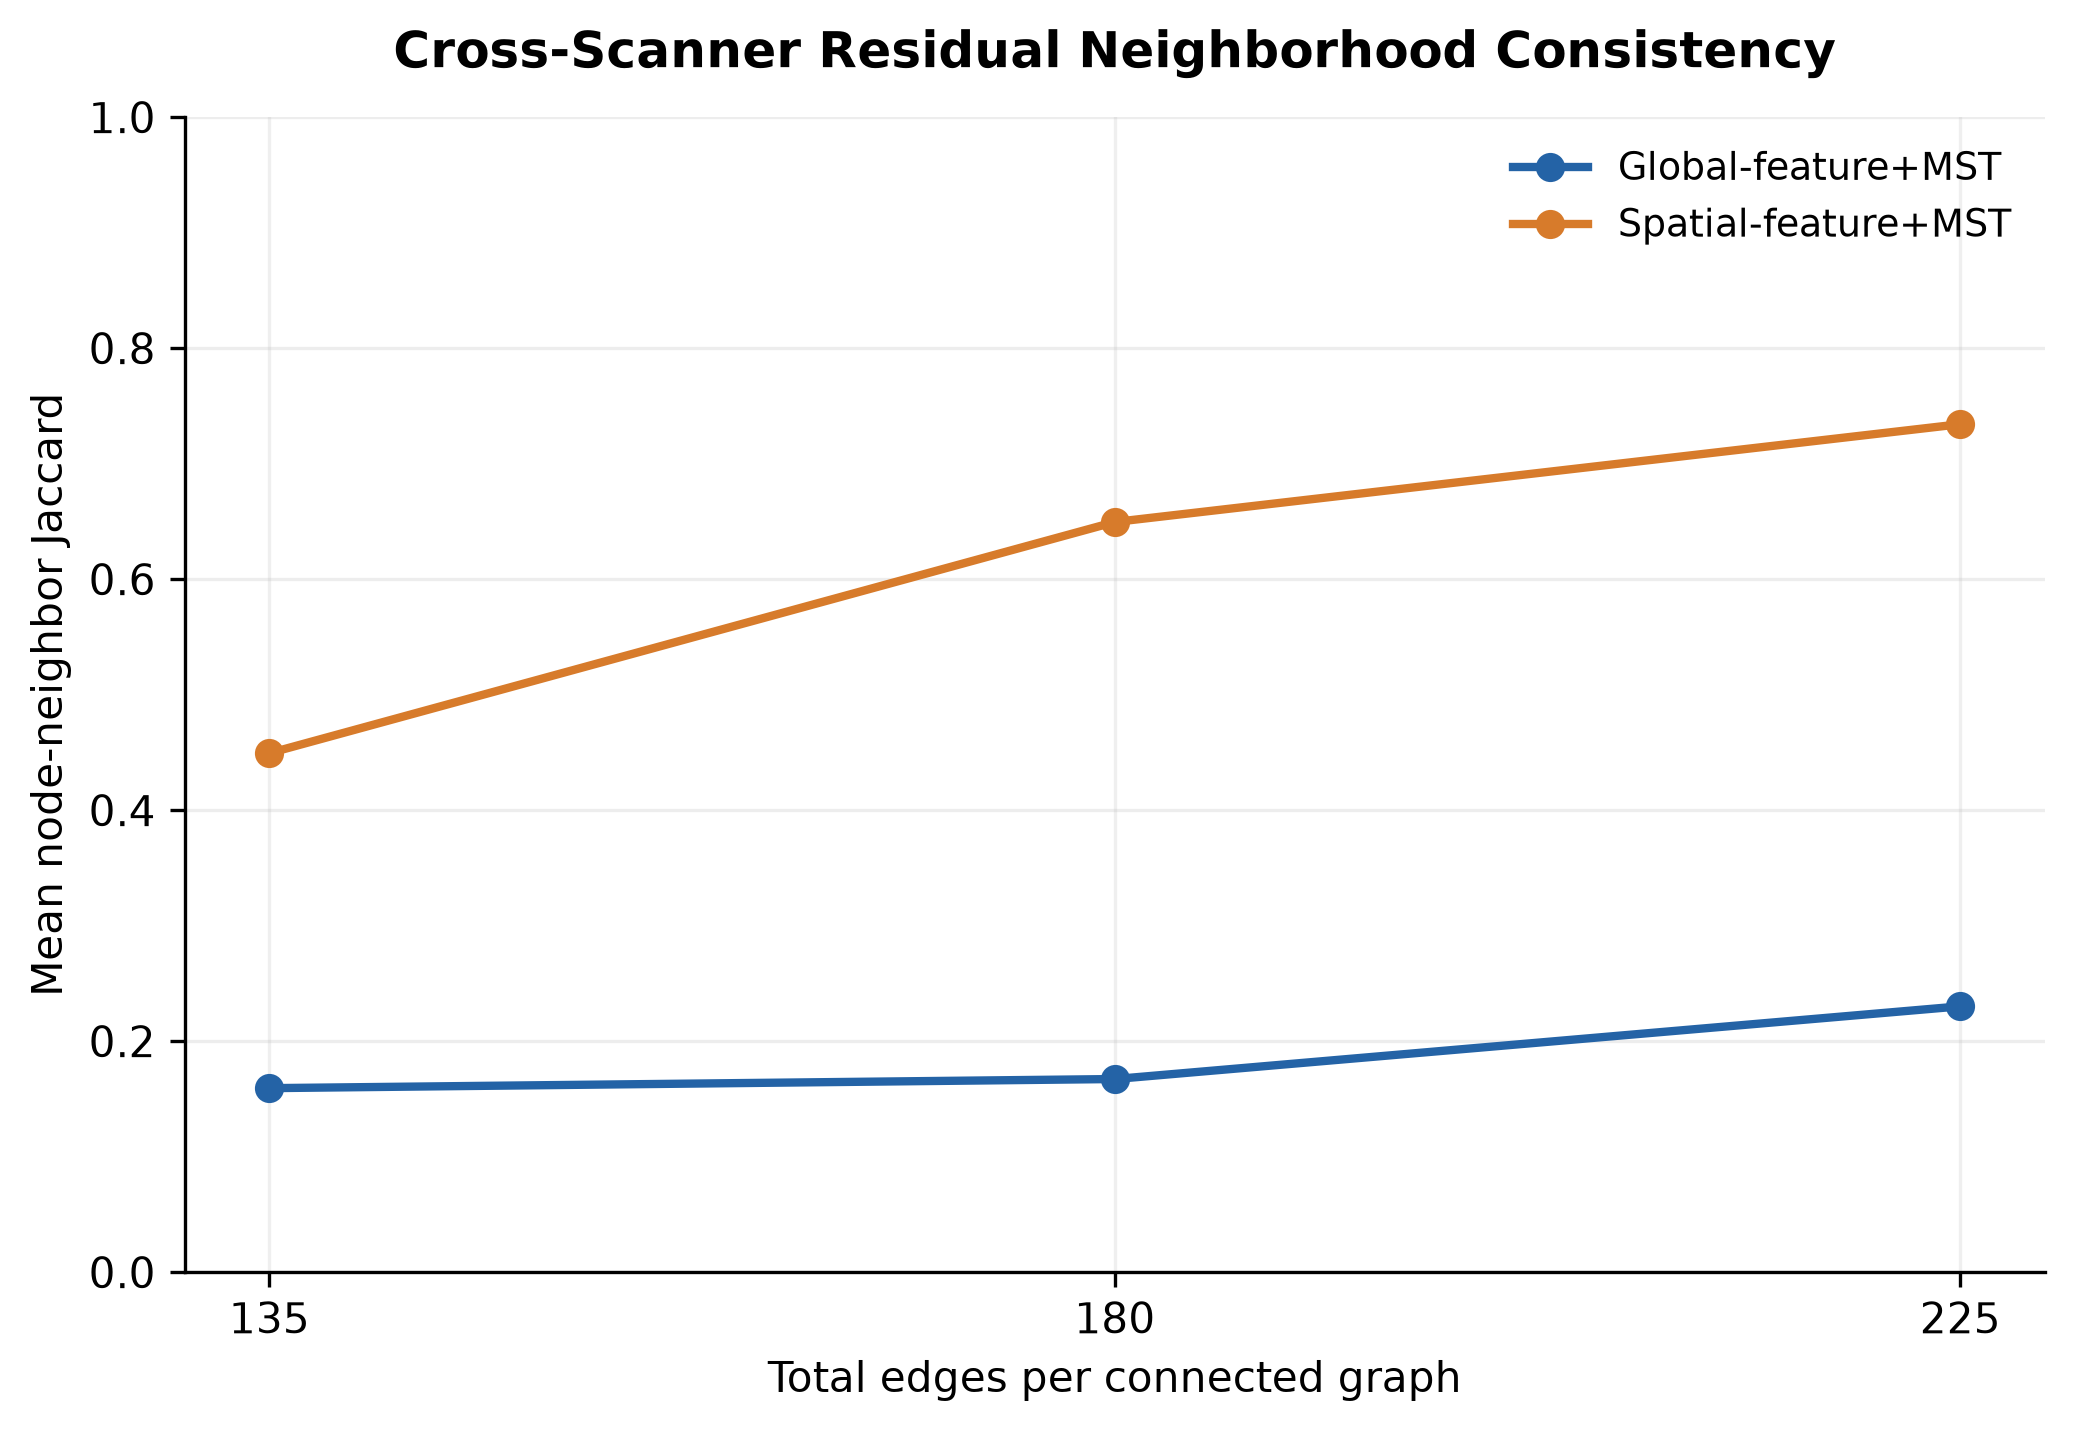 Cross-Scanner Residual Neighborhood Consistency
1.0
0.8
0.6
0.4
0.2
0.0
Mean node-neighbor Jaccard
Global-feature+MST
Spatial-feature+MST
135
180
225
Total edges per connected graph